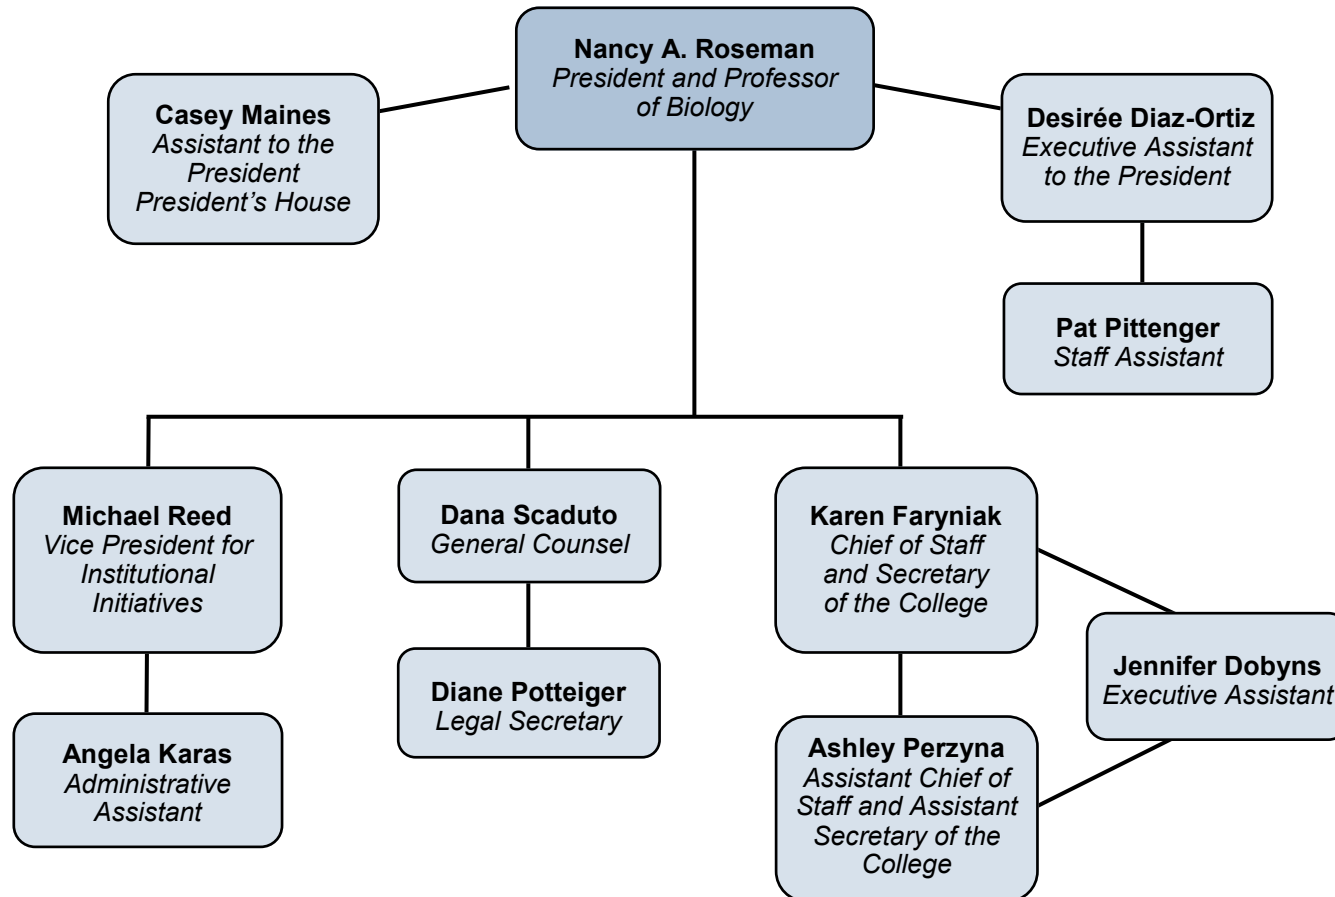 Nancy A. Roseman
President and Professor
of Biology
Casey Maines
Assistant to the
President
President’s House
Desirée Diaz-Ortiz
Executive Assistant
to the President
Pat Pittenger
Staff Assistant
Michael Reed
Vice President for
Institutional
Initiatives
Dana Scaduto
General Counsel
Karen Faryniak
Chief of Staff
and Secretary
of the College
Jennifer Dobyns
Executive Assistant
Diane Potteiger
Legal Secretary
Angela Karas
Administrative
Assistant
Ashley Perzyna
Assistant Chief of
Staff and Assistant
Secretary of the
College